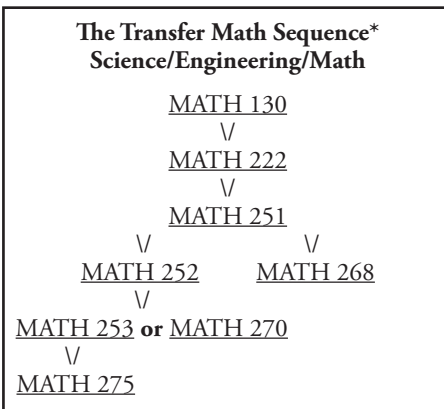 The Transfer Math Sequence*
Science/Engineering/Math
MATH 130
\/
MATH 222
\/
MATH 251
\/ \/
MATH 252 MATH 268
\/
MATH 253 or MATH 270
\/
MATH 275